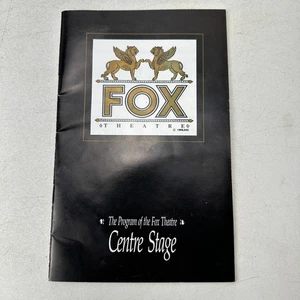 FOX
THEATRE
The Program of the Fox Theatre
Centre Stage